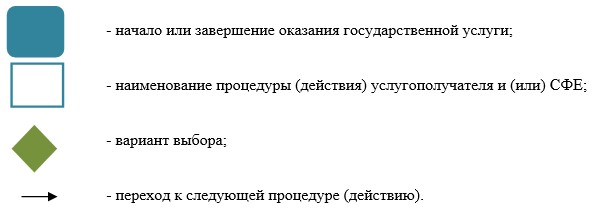 - начало или завершение оказания государственной услуги;
- наименование процедуры (действия) услугополучателя и (или) СФЕ;
- вариант выбора;
- переход к следующей процедуре (действию).